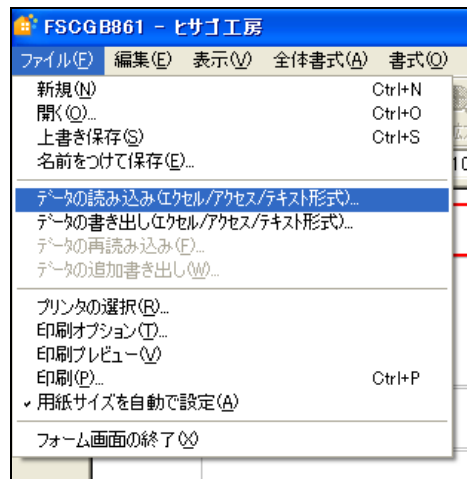 FSCGB861 - ヒサゴ工房
ファイル(F) 編集(E) 表示(V) 全体書式(A) 書式(O)
新規(N) Ctrl+N
開く(O)... Ctrl+O
上書き保存(S) Ctrl+S
名前をつけて保存(E)...
データの読み込み(エクセル/アクセス/テキスト形式)...
データの書き出し(エクセル/アクセス/テキスト形式)...
データの再読み込み(F)...
データの追加書き出し(W)...
プリンタの選択(R)...
印刷オプション(T)...
印刷プレビュー(V)
印刷(P)... Ctrl+P
用紙サイズを自動で設定(A)
フォーム画面の終了(X)